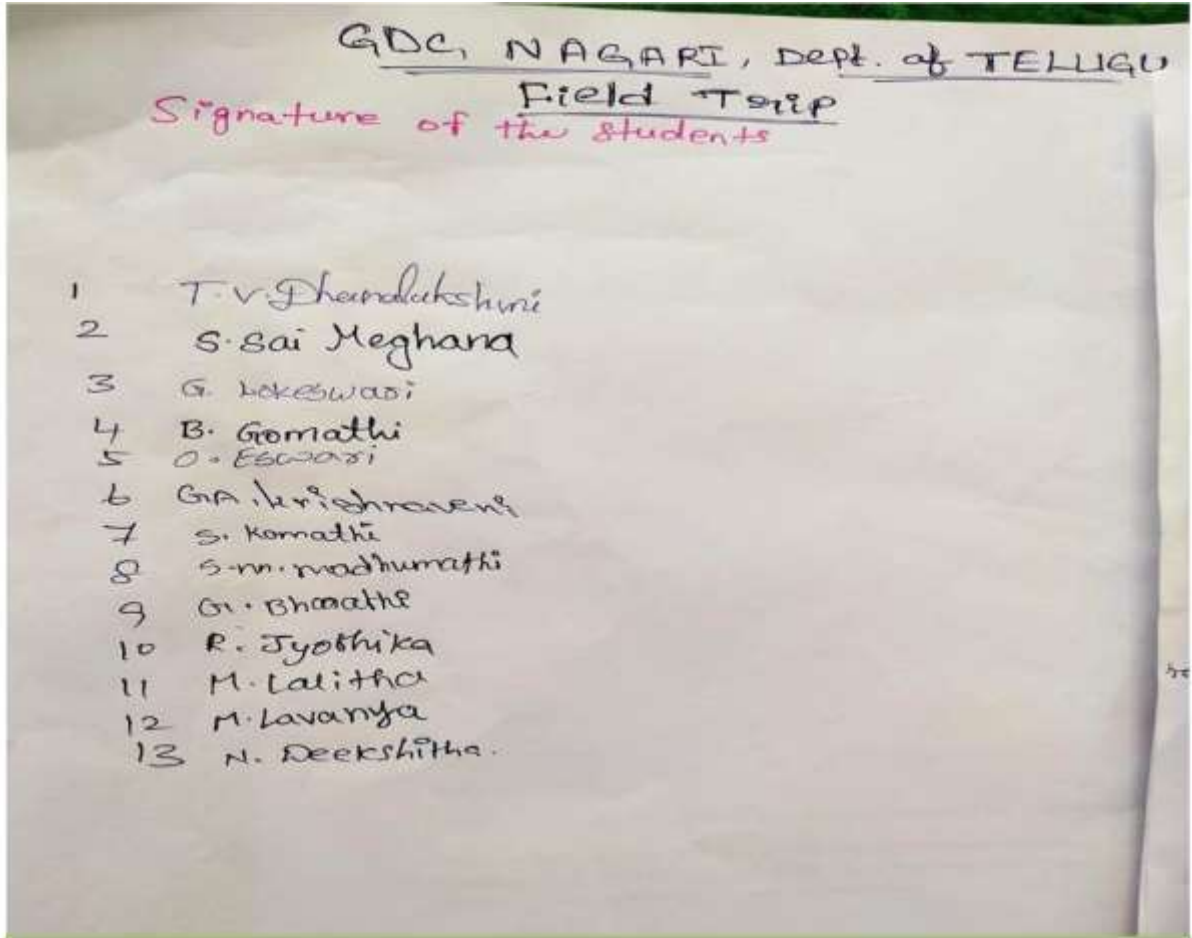 GDC, NAGARI, Dept. of TELUGU
Field Trip
Signature of the students
1 T.V. Dhanalakshmi
2 S. Sai Meghana
3 G. Lokeswari
4 B. Gomathi
5 O. Eswari
6 G.A. krishnaveni
7 S. Komathi
8 S.m. madhumathi
9 G. Bharathi
10 R. Jyothika
11 M. Lalitha
12 M. Lavanya
13 N. Deekshitha.